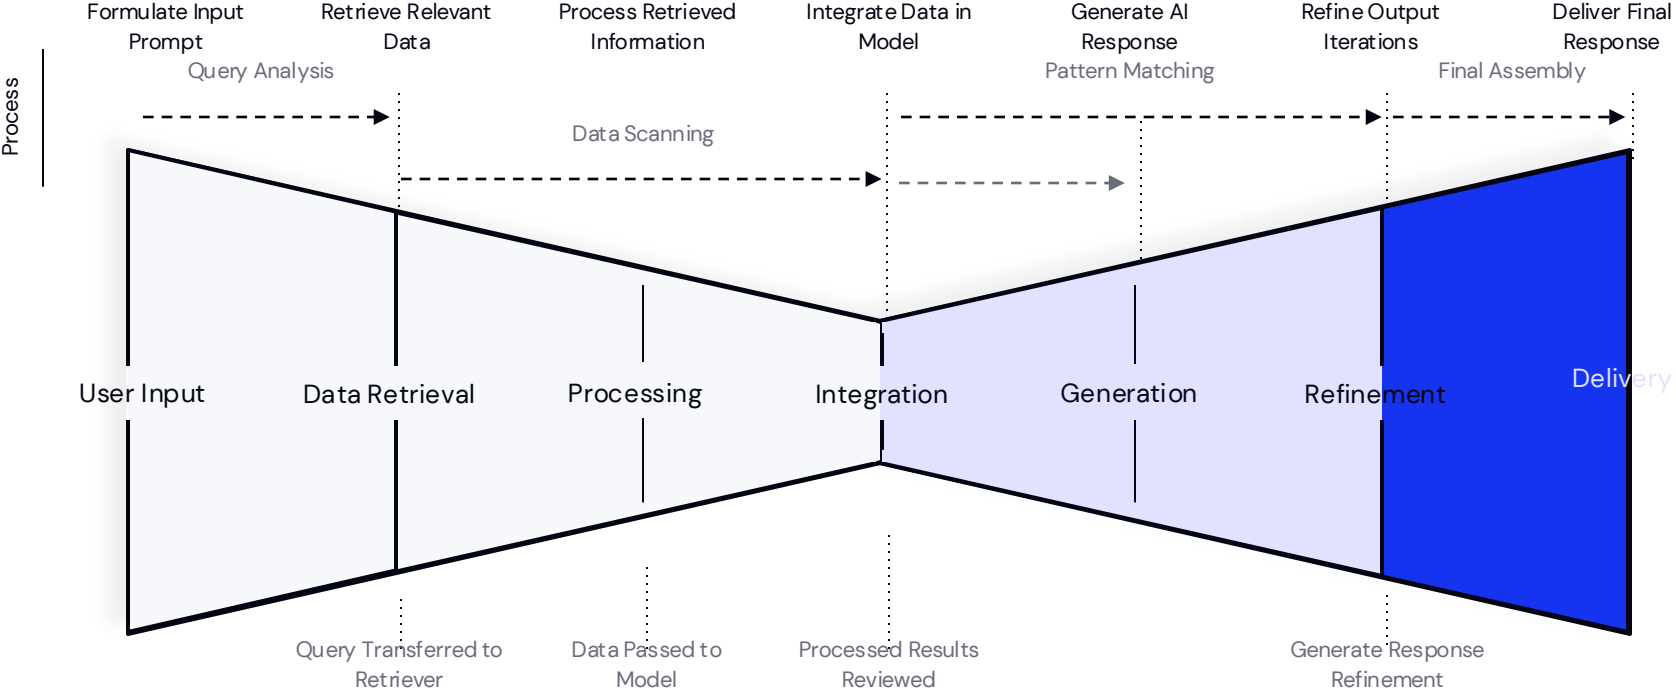 Formulate Input
Prompt
Retrieve Relevant
Data
Process Retrieved
Information
Integrate Data in
Model
Generate AI
Response
Refine Output
Iterations
Deliver Final
Response
Process
Query Analysis
Pattern Matching
Final Assembly
Data Scanning
User Input
Data Retrieval
Processing
Integration
Generation
Refinement
Delivery
Query Transferred to
Retriever
Data Passed to
Model
Processed Results
Reviewed
Generate Response
Refinement